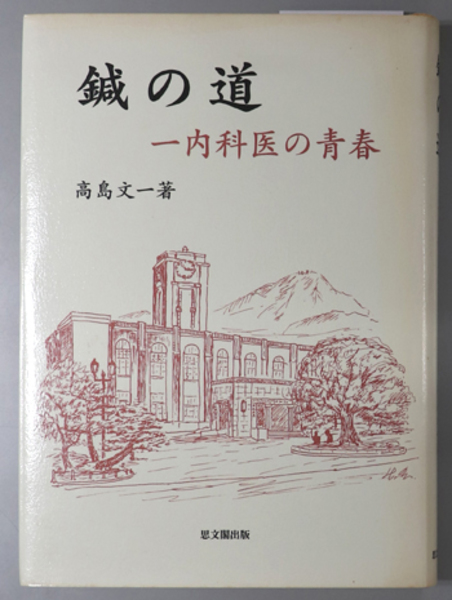 鍼の道
一内科医の青春
高島文一著
思文閣出版